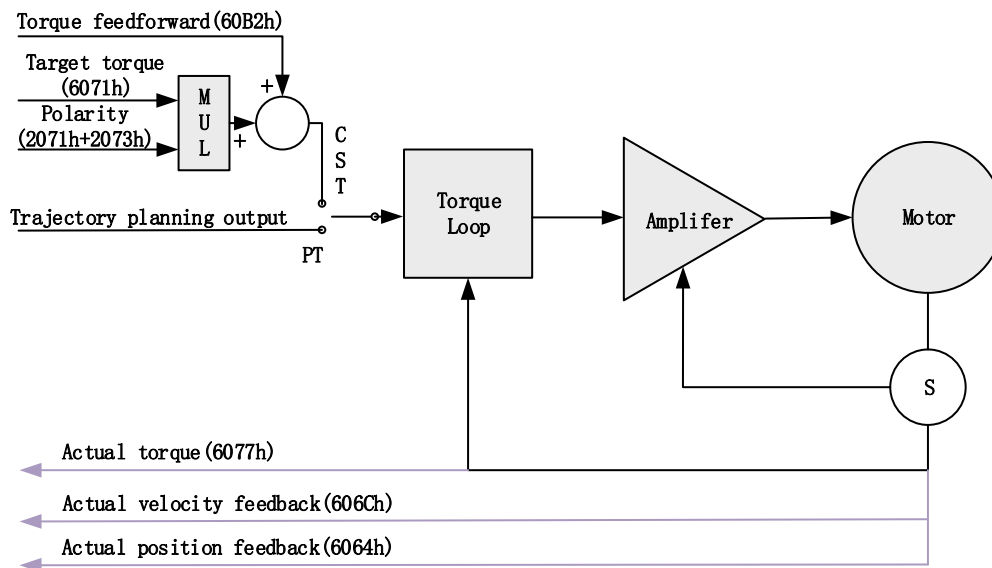 Torque feedforward(60B2h)
Target torque
(6071h)
Polarity
(2071h+2073h)
M
U
L
+
+
C
S
T
Trajectory planning output
PT
Torque
Loop
Amplifer
Motor
S
Actual torque(6077h)
Actual velocity feedback(606Ch)
Actual position feedback(6064h)